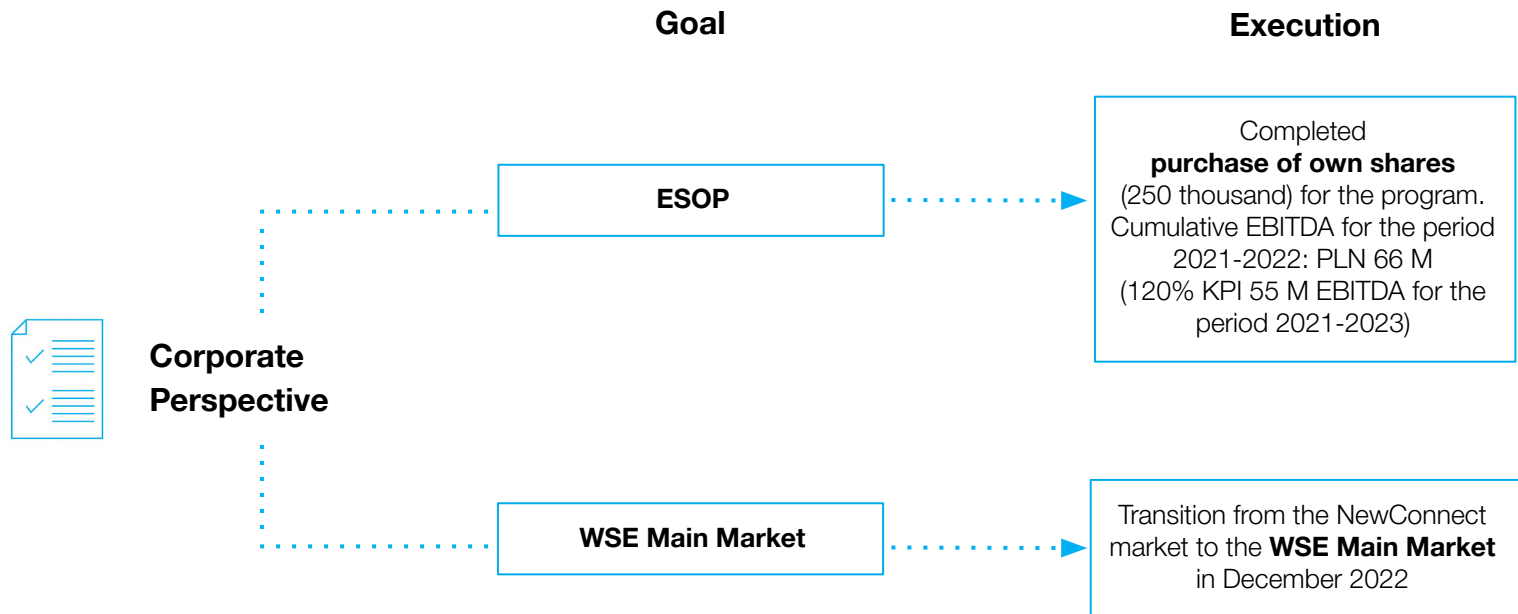 Goal
Execution
Corporate
Perspective
ESOP
Completed
purchase of own shares
(250 thousand) for the program.
Cumulative EBITDA for the period
2021-2022: PLN 66 M
(120% KPI 55 M EBITDA for the
period 2021-2023)
WSE Main Market
Transition from the NewConnect
market to the WSE Main Market
in December 2022